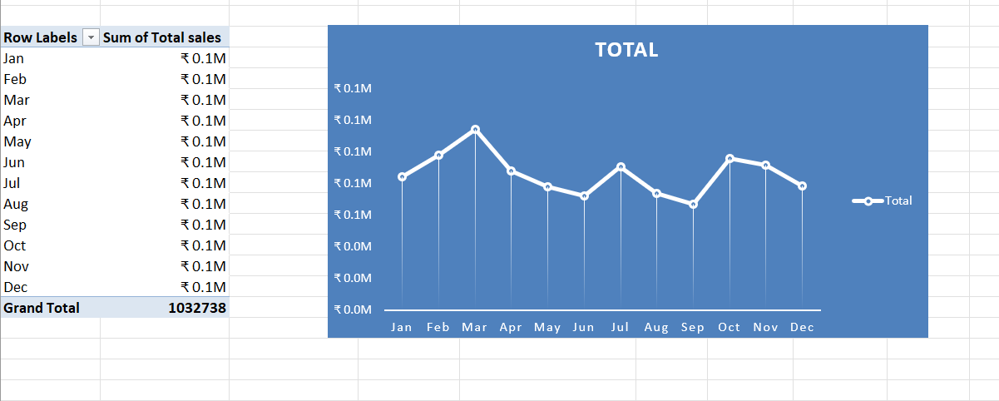 Row Labels Sum of Total sales
Jan ₹ 0.1M
Feb ₹ 0.1M
Mar ₹ 0.1M
Apr ₹ 0.1M
May ₹ 0.1M
Jun ₹ 0.1M
Jul ₹ 0.1M
Aug ₹ 0.1M
Sep ₹ 0.1M
Oct ₹ 0.1M
Nov ₹ 0.1M
Dec ₹ 0.1M
Grand Total 1032738
TOTAL
₹ 0.1M
₹ 0.1M
₹ 0.1M
₹ 0.1M
₹ 0.1M
₹ 0.0M
₹ 0.0M
₹ 0.0M
Jan Feb Mar Apr May Jun Jul Aug Sep Oct Nov Dec
Total